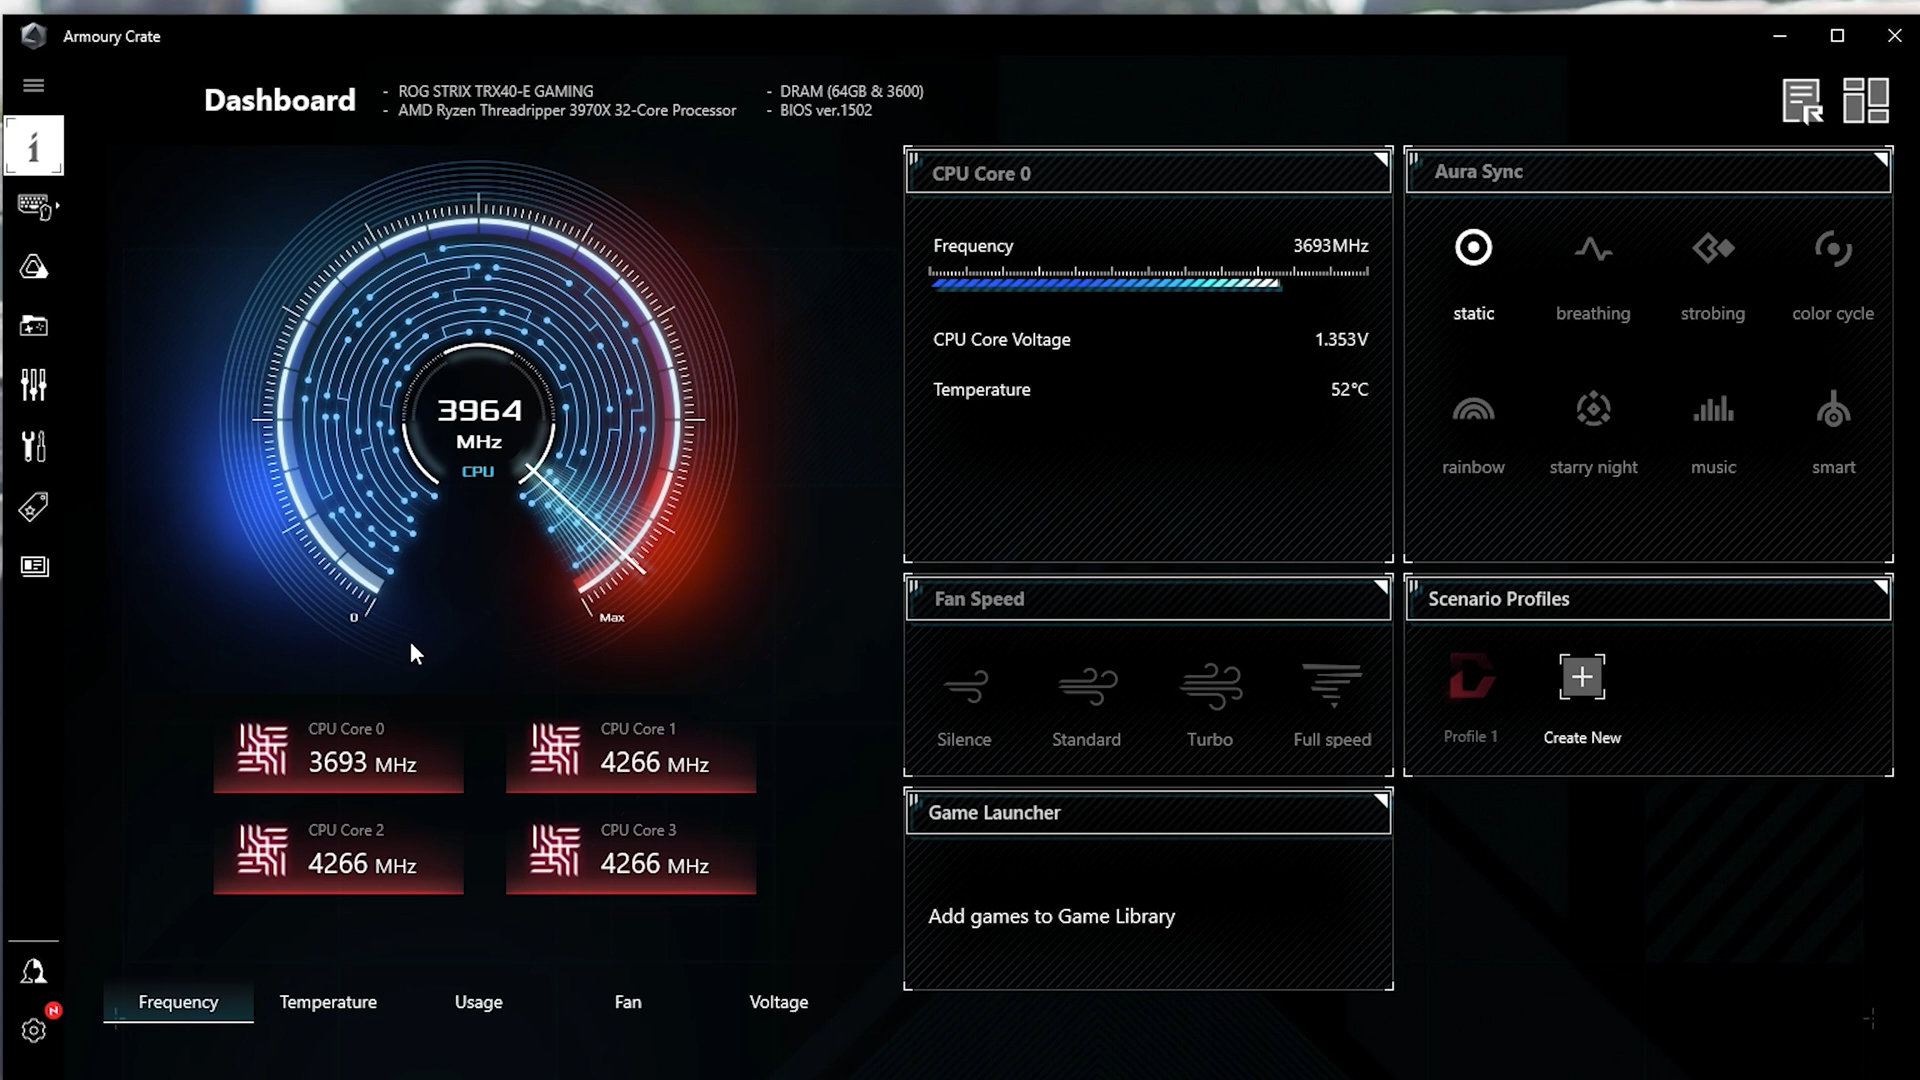 Armoury Crate
Dashboard
- ROG STRIX TRX40-E GAMING
- AMD Ryzen Threadripper 3970X 32-Core Processor
- DRAM (64GB & 3600)
- BIOS ver.1502
3964
MHz
CPU
0
Max
CPU Core 0
3693 MHz
CPU Core 1
4266 MHz
CPU Core 2
4266 MHz
CPU Core 3
4266 MHz
Frequency
Temperature
Usage
Fan
Voltage
N
CPU Core 0
Frequency 3693MHz
CPU Core Voltage 1.353V
Temperature 52°C
Aura Sync
static
breathing
strobing
color cycle
rainbow
starry night
music
smart
Fan Speed
Silence
Standard
Turbo
Full speed
Scenario Profiles
Profile 1
Create New
Game Launcher
Add games to Game Library